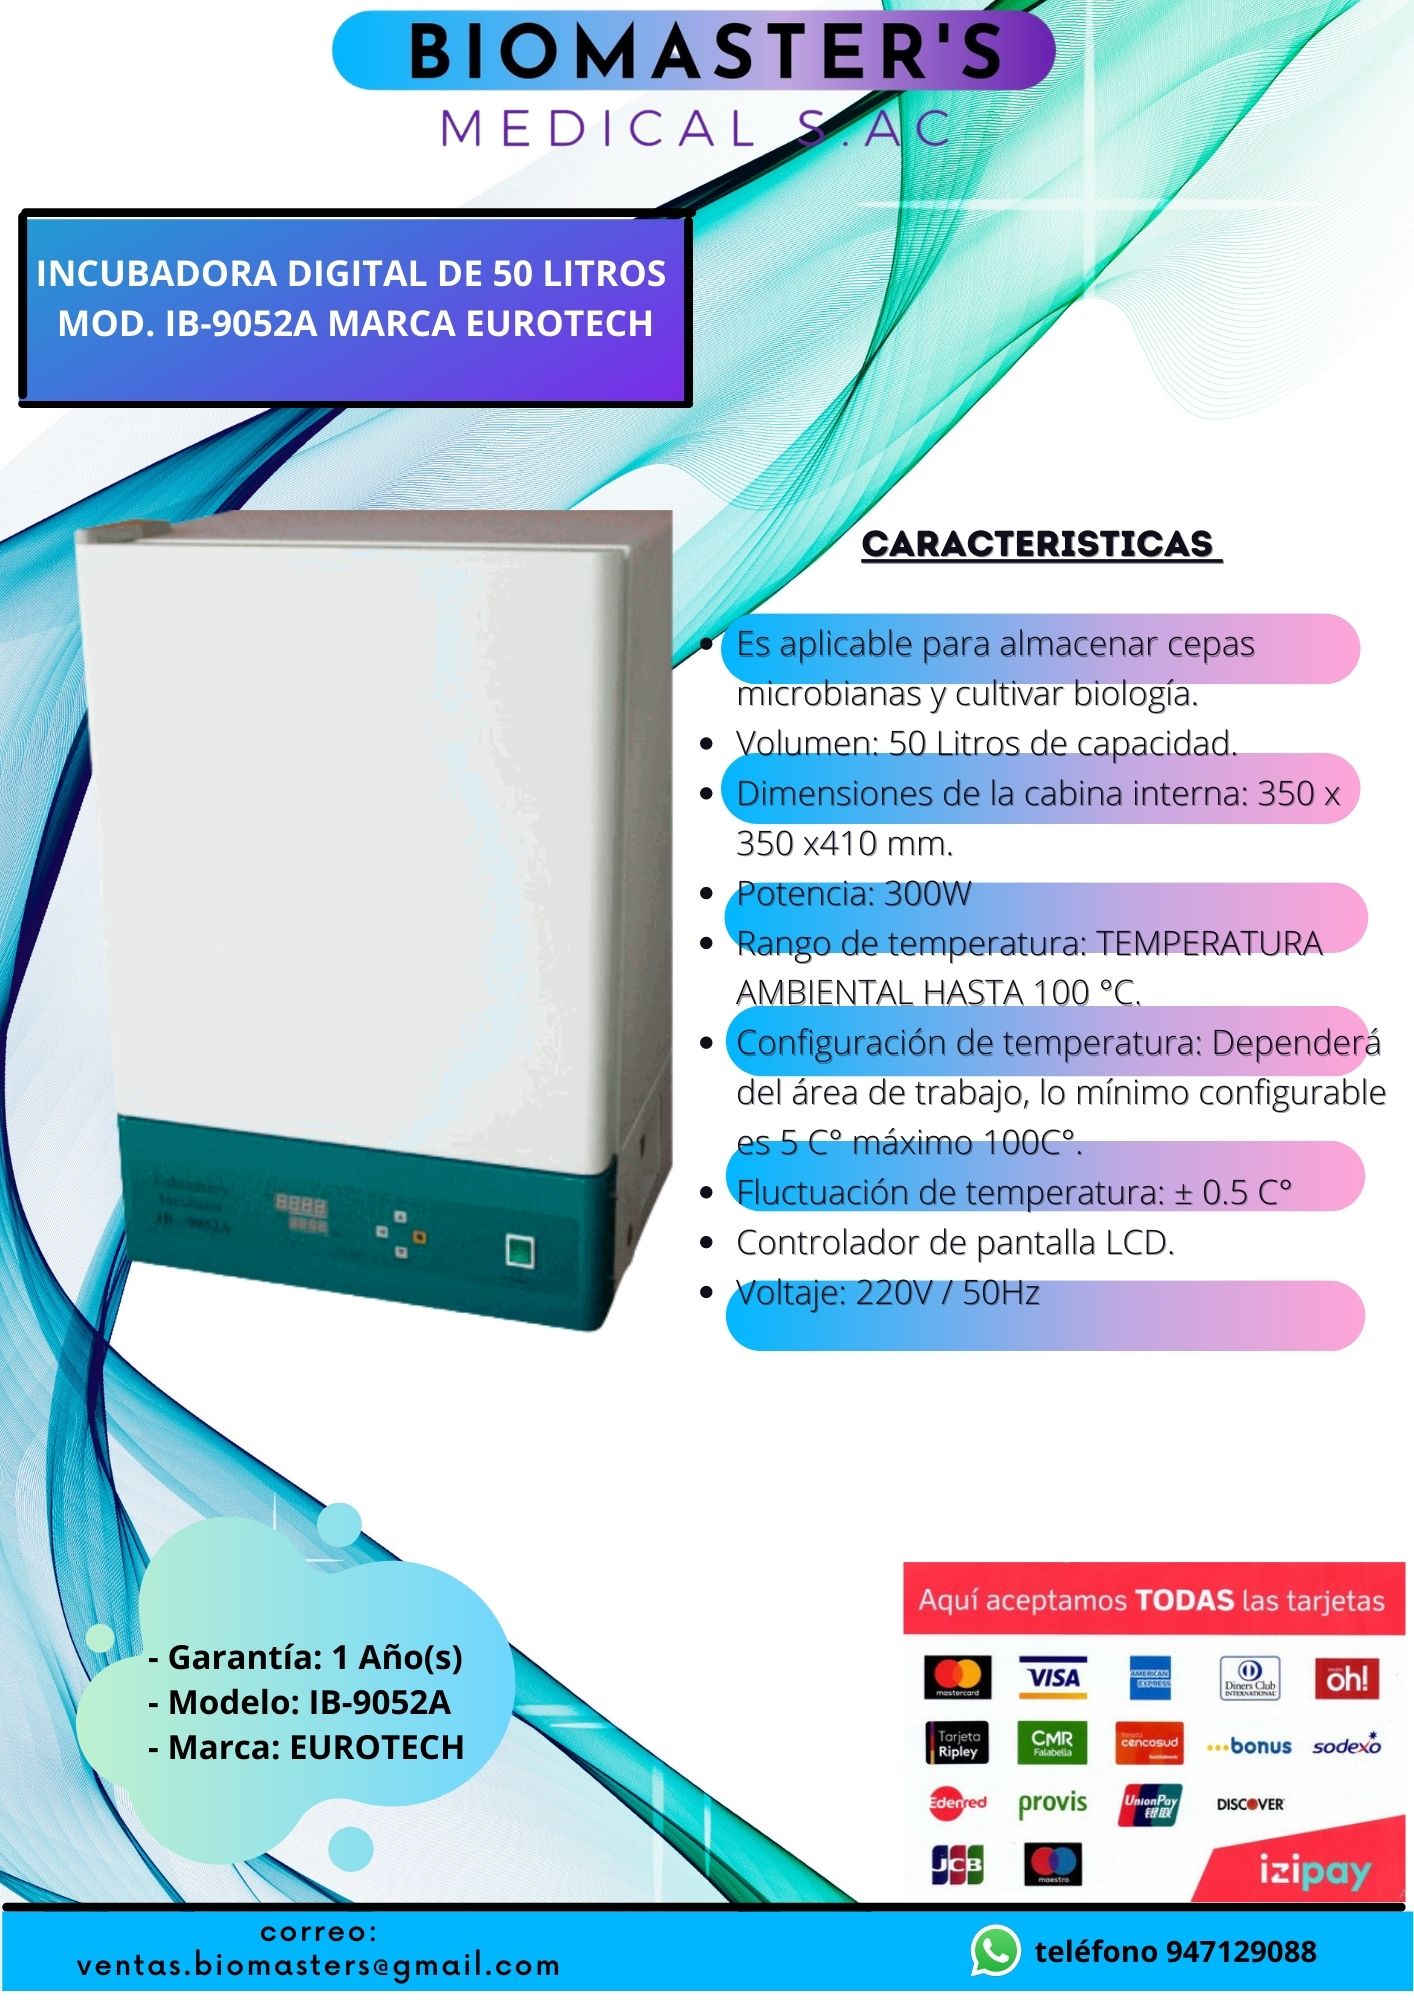 BIOMASTER'S
MEDICAL S.AC
INCUBADORA DIGITAL DE 50 LITROS
MOD. IB-9052A MARCA EUROTECH
CARACTERISTICAS
• Es aplicable para almacenar cepas
microbianas y cultivar biología.
• Volumen: 50 Litros de capacidad.
• Dimensiones de la cabina interna: 350 x
350 x410 mm.
• Potencia: 300W
• Rango de temperatura: TEMPERATURA
AMBIENTAL HASTA 100 °C.
• Configuración de temperatura: Dependerá
del área de trabajo, lo mínimo configurable
es 5 C° máximo 100C°.
• Fluctuación de temperatura: ± 0.5 C°
• Controlador de pantalla LCD.
• Voltaje: 220V / 50Hz
Laboratory
Incubator
IB - 9052A
- Garantía: 1 Año(s)
- Modelo: IB-9052A
- Marca: EUROTECH
Aquí aceptamos TODAS las tarjetas
mastercard VISA AMERICAN EXPRESS Diners Club INTERNATIONAL oh!
Tarjeta Ripley CMR Falabella cencosud bonus sodexo
Edenred provis UnionPay 银联 DISCOVER
JCB maestro izipay
correo:
ventas.biomasters@gmail.com
teléfono 947129088